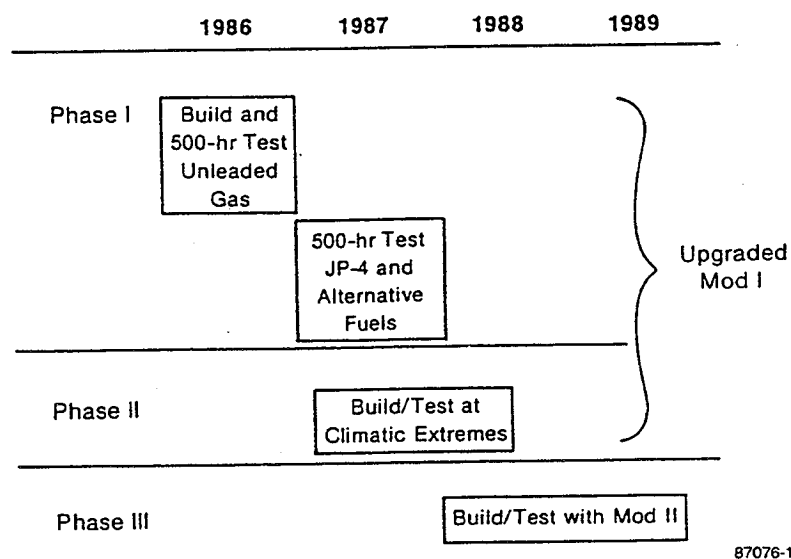 1986 1987 1988 1989
Phase I
Build and
500-hr Test
Unleaded
Gas
500-hr Test
JP-4 and
Alternative
Fuels
Upgraded
Mod I
Phase II
Build/Test at
Climatic Extremes
Phase III
Build/Test with Mod II
87076-1